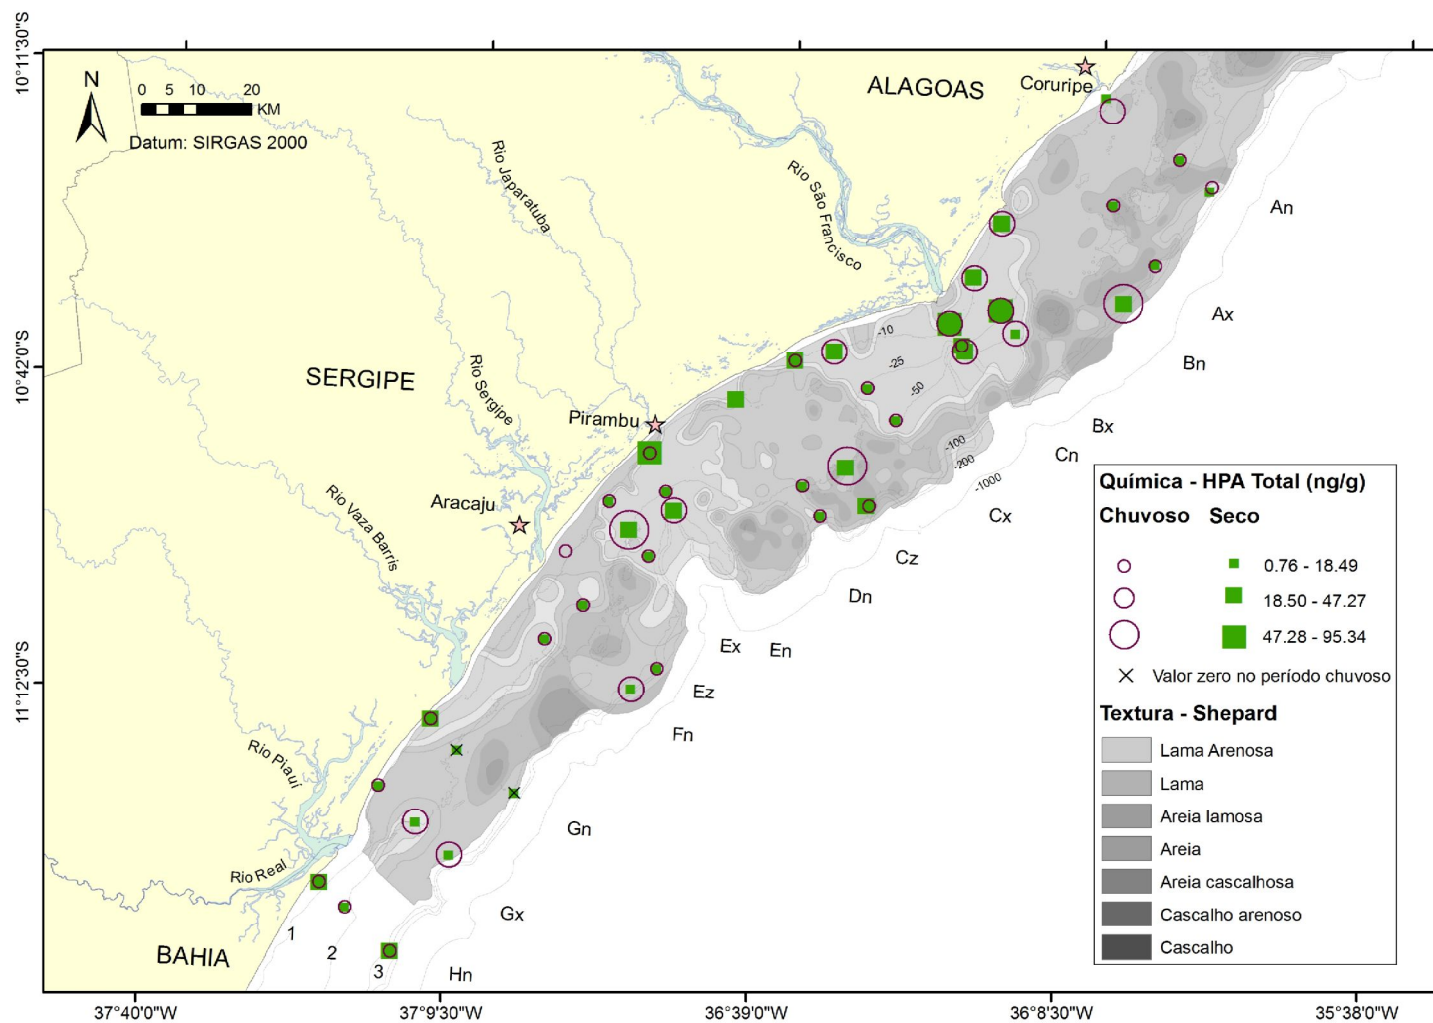 10°11'30"S
10°42'0"S
11°12'30"S
N
0 5 10 20
KM
Datum: SIRGAS 2000
ALAGOAS
Coruripe
Rio Japaratuba
Rio São Francisco
SERGIPE
Rio Sergipe
Pirambu
Aracaju
Rio Vaza Barris
Rio Piauí
Rio Real
BAHIA
-10
-25
-50
-100
-200
-1000
An
Ax
Bn
Bx
Cn
Cx
Cz
Dn
En
Ex
Ez
Fn
Gn
Gx
Hn
1
2
3
Química - HPA Total (ng/g)
Chuvoso Seco
0.76 - 18.49
18.50 - 47.27
47.28 - 95.34
Valor zero no período chuvoso
Textura - Shepard
Lama Arenosa
Lama
Areia lamosa
Areia
Areia cascalhosa
Cascalho arenoso
Cascalho
37°40'0"W 37°9'30"W 36°39'0"W 36°8'30"W 35°38'0"W